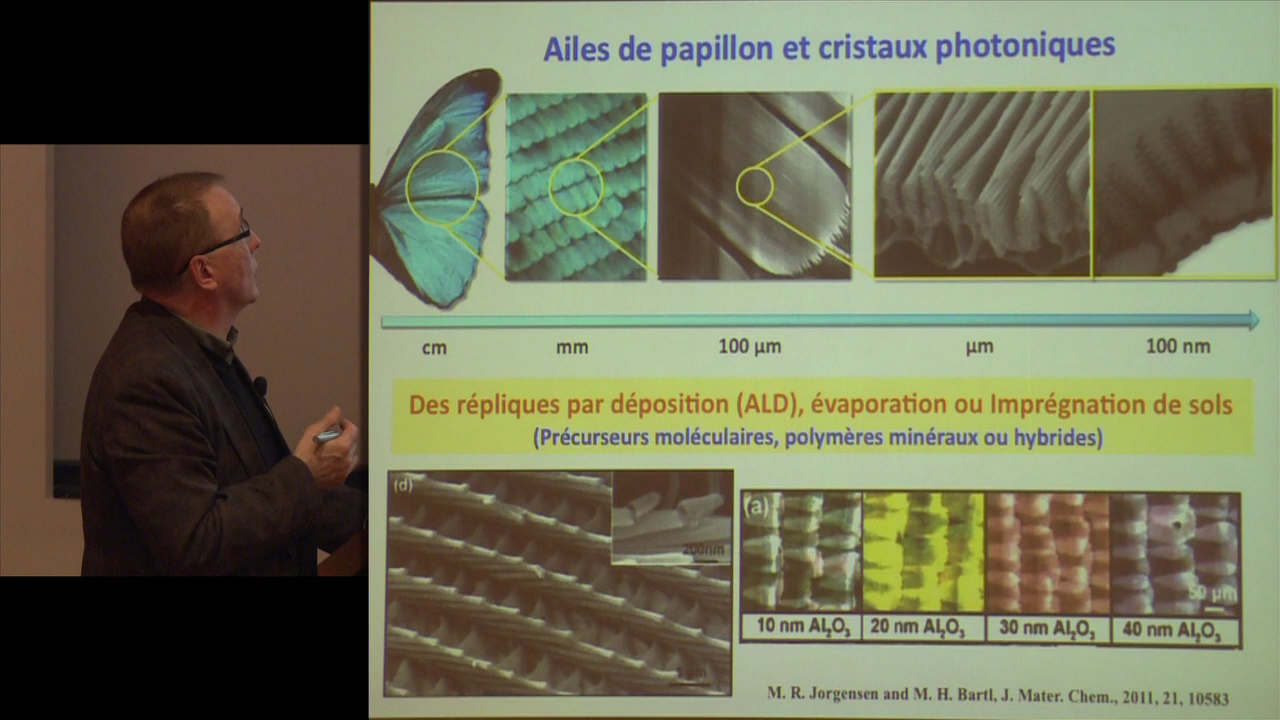 Ailes de papillon et cristaux photoniques
cm mm 100 µm µm 100 nm
Des répliques par déposition (ALD), évaporation ou Imprégnation de sols
(Précurseurs moléculaires, polymères minéraux ou hybrides)
(d)
200nm
(a)
50 µm
10 nm Al₂O₃ 20 nm Al₂O₃ 30 nm Al₂O₃ 40 nm Al₂O₃
M. R. Jorgensen and M. H. Bartl, J. Mater. Chem., 2011, 21, 10583